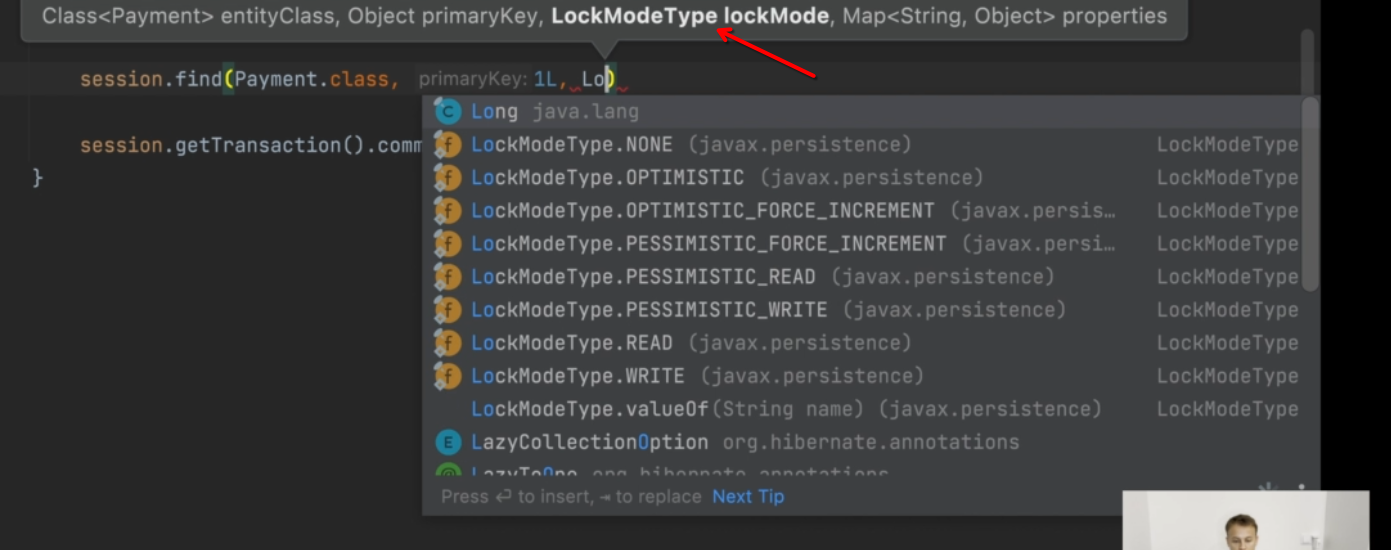 Class<Payment> entityClass, Object primaryKey, LockModeType lockMode, Map<String, Object> properties
session.find(Payment.class, primaryKey: 1L, Lo)
Long java.lang
session.getTransaction().comm
LockModeType.NONE (javax.persistence) LockModeType
}
LockModeType.OPTIMISTIC (javax.persistence) LockModeType
LockModeType.OPTIMISTIC_FORCE_INCREMENT (javax.persis… LockModeType
LockModeType.PESSIMISTIC_FORCE_INCREMENT (javax.persi… LockModeType
LockModeType.PESSIMISTIC_READ (javax.persistence) LockModeType
LockModeType.PESSIMISTIC_WRITE (javax.persistence) LockModeType
LockModeType.READ (javax.persistence) LockModeType
LockModeType.WRITE (javax.persistence) LockModeType
LockModeType.valueOf(String name) (javax.persistence) LockModeType
LazyCollectionOption org.hibernate.annotations
LazyToOne org.hibernate.annotations
Press ↵ to insert, ⇥ to replace Next Tip